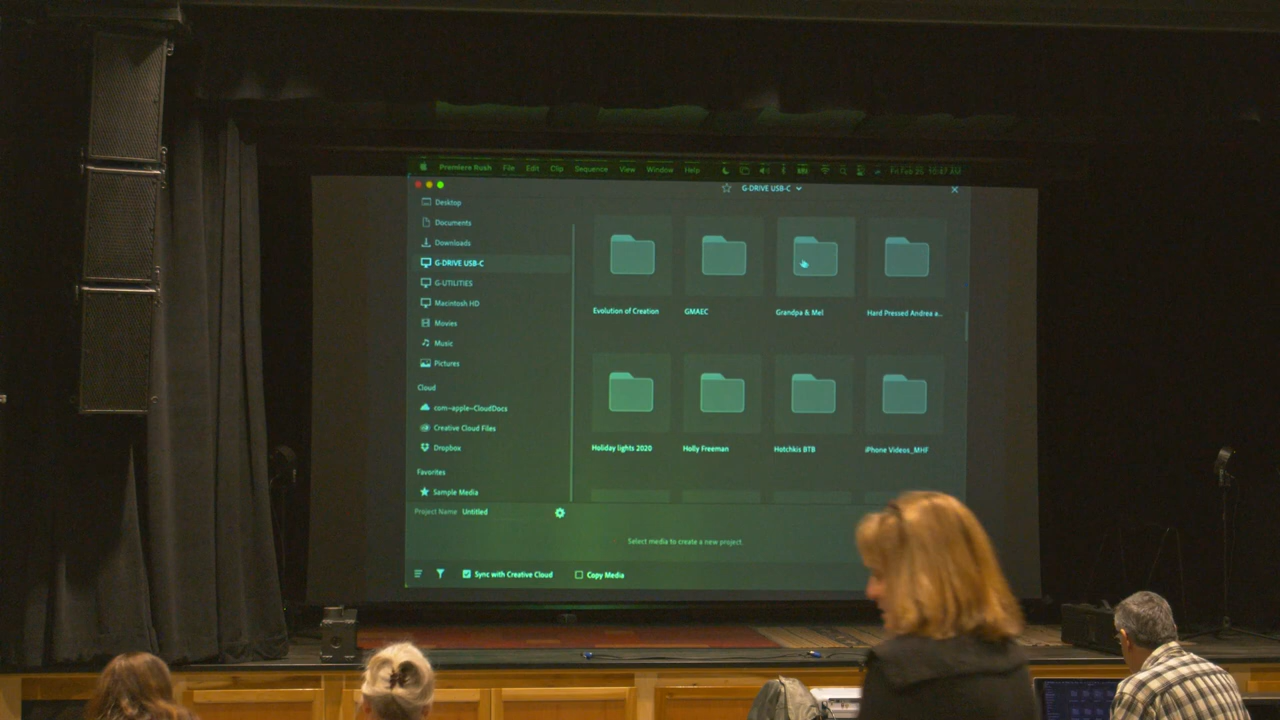 Premiere Rush File Edit Clip Sequence View Window Help
G-DRIVE USB-C
Desktop
Documents
Downloads
G-DRIVE USB-C
G-UTILITIES
Macintosh HD
Movies
Music
Pictures
Cloud
com~apple~CloudDocs
Creative Cloud Files
Dropbox
Favorites
Sample Media
Evolution of Creation
GMAEC
Grandpa & Mel
Hard Pressed Andrea a...
Holiday lights 2020
Holly Freeman
Hotchkis BTB
iPhone Videos_MHF
Project Name Untitled
Select media to create a new project.
Sync with Creative Cloud
Copy Media